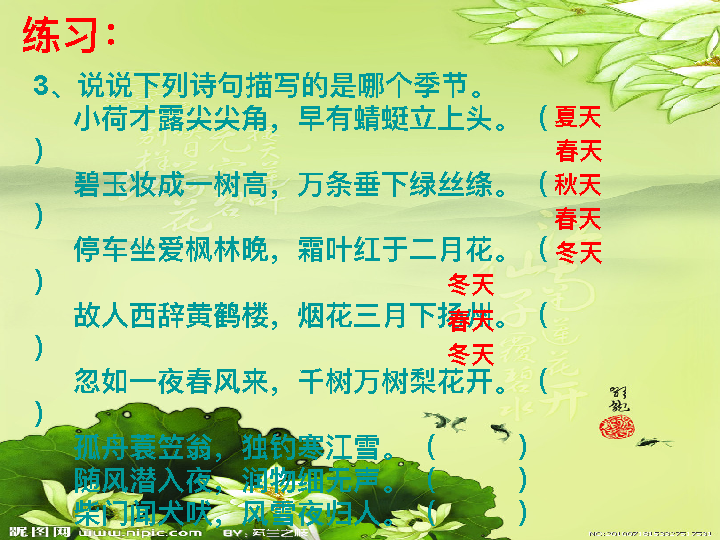 练习：
3、说说下列诗句描写的是哪个季节。
小荷才露尖尖角，早有蜻蜓立上头。（
）
碧玉妆成一树高，万条垂下绿丝绦。（
）
停车坐爱枫林晚，霜叶红于二月花。（
）
故人西辞黄鹤楼，烟花三月下扬州。（
）
忽如一夜春风来，千树万树梨花开。（
）
孤舟蓑笠翁，独钓寒江雪。（ ）
随风潜入夜，润物细无声。（ ）
柴门闻犬吠，风雪夜归人。（ ）
夏天
春天
秋天
春天
冬天
冬天
春天
冬天
昵图网 www.nipic.com